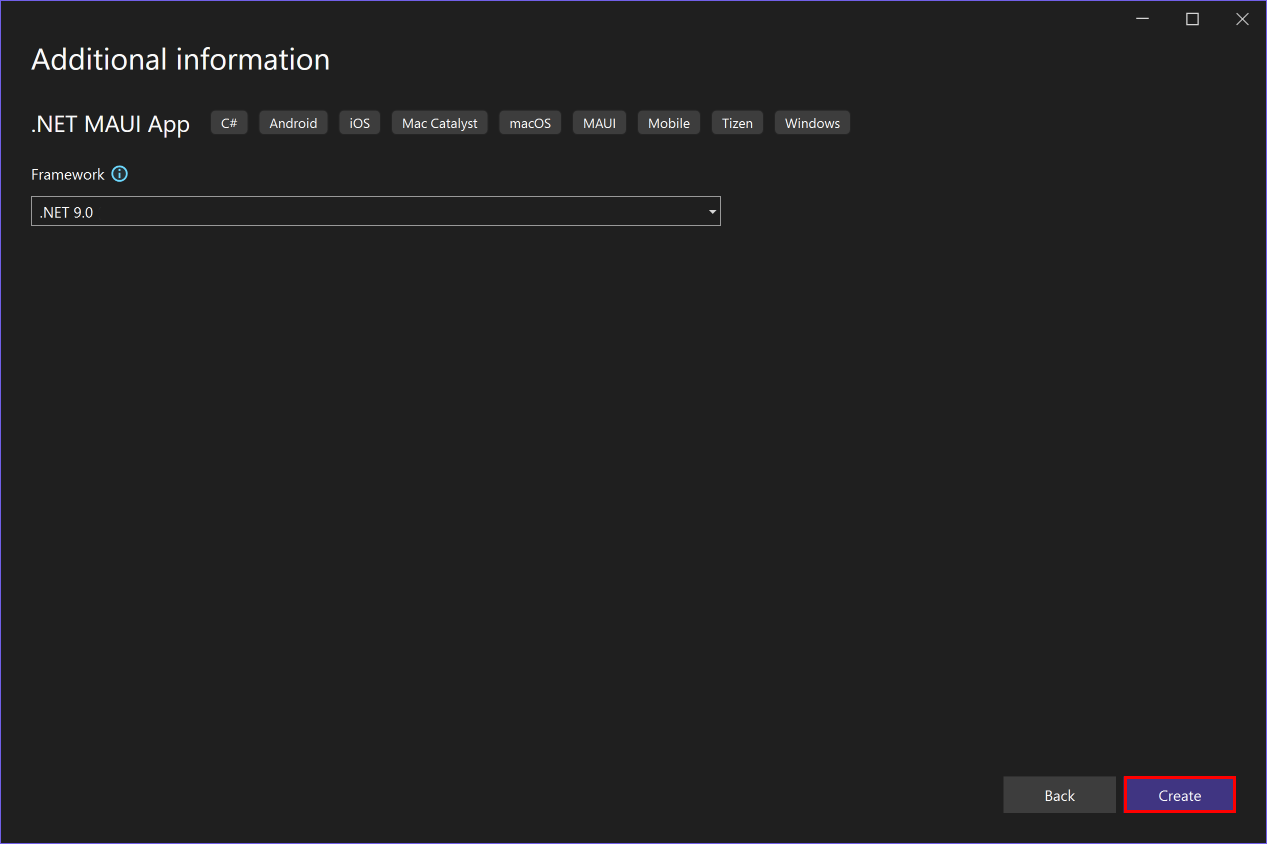 Additional information
.NET MAUI App C# Android iOS Mac Catalyst macOS MAUI Mobile Tizen Windows
Framework
.NET 9.0
Back Create